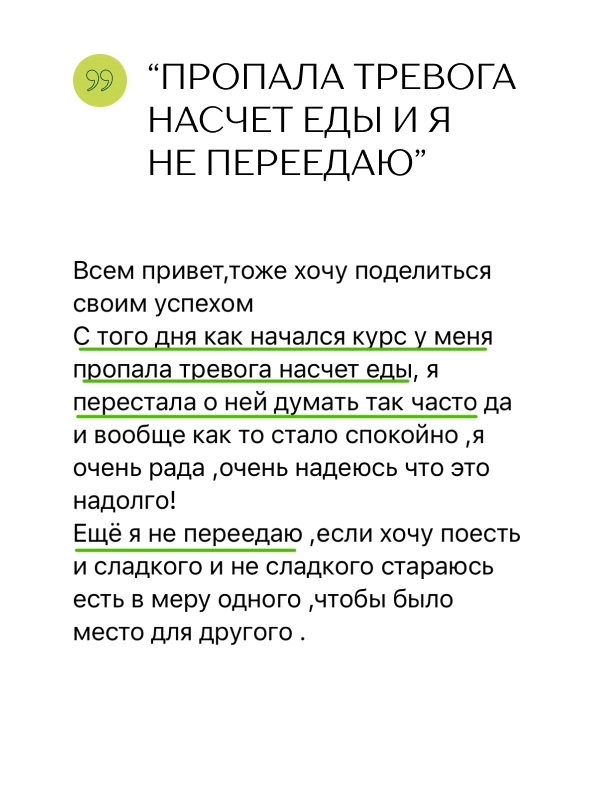 “ПРОПАЛА ТРЕВОГА
НАСЧЕТ ЕДЫ И Я
НЕ ПЕРЕЕДАЮ”
Всем привет,тоже хочу поделиться
своим успехом
С того дня как начался курс у меня
пропала тревога насчет еды, я
перестала о ней думать так часто да
и вообще как то стало спокойно ,я
очень рада ,очень надеюсь что это
надолго!
Ещё я не переедаю ,если хочу поесть
и сладкого и не сладкого стараюсь
есть в меру одного ,чтобы было
место для другого .